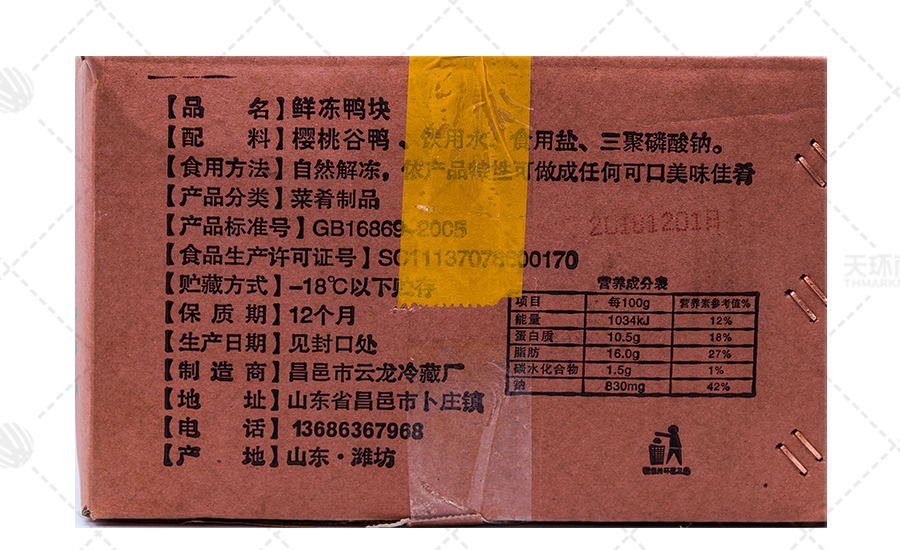 【品 名】鲜冻鸭块
【配 料】樱桃谷鸭、饮用水、食用盐、三聚磷酸钠。
【食用方法】自然解冻，依产品特性可做成任何可口美味佳肴
【产品分类】菜肴制品
【产品标准号】GB16869-2005
20181201
【食品生产许可证号】SC11137078600170
【贮藏方式】-18℃以下贮存
【保 质 期】12个月
【生产日期】见封口处
【制 造 商】昌邑市云龙冷藏厂
【地 址】山东省昌邑市卜庄镇
【电 话】13686367968
【产 地】山东·潍坊
营养成分表
项目 每100g 营养素参考值%
能量 1034kJ 12%
蛋白质 10.5g 18%
脂肪 16.0g 27%
碳水化合物 1.5g 1%
钠 830mg 42%
天环
THMARK